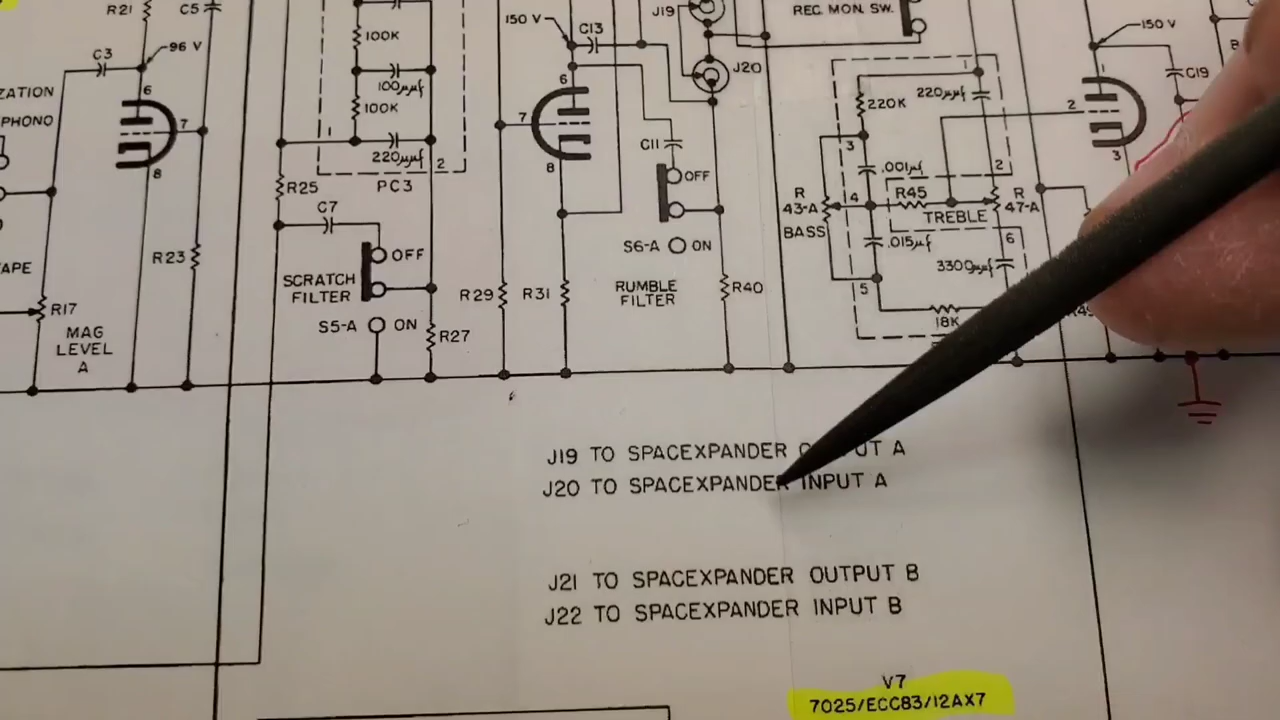 R21
C5
C3
96 V
6
ZATION
PHONO
7
8
R23
TAPE
R17
MAG
LEVEL
A
100K
100µµf
100K
1
220µµf
2
PC3
R25
C7
OFF
SCRATCH
FILTER
S5-A
ON
R27
150 V
C13
6
7
8
C11
OFF
S6-A
ON
RUMBLE
FILTER
R29
R31
R40
J19
J20
REC. MON. SW.
1
220K
220µµf
3
.001µf
2
R
43-A
BASS
4
R45
TREBLE
R
47-A
.015µf
6
3300µµf
5
18K
150 V
1
2
3
C19
J19 TO SPACEXPANDER
A
J20 TO SPACEXPANDER INPUT A
J21 TO SPACEXPANDER OUTPUT B
J22 TO SPACEXPANDER INPUT B
V7
7025/ECC83/12AX7